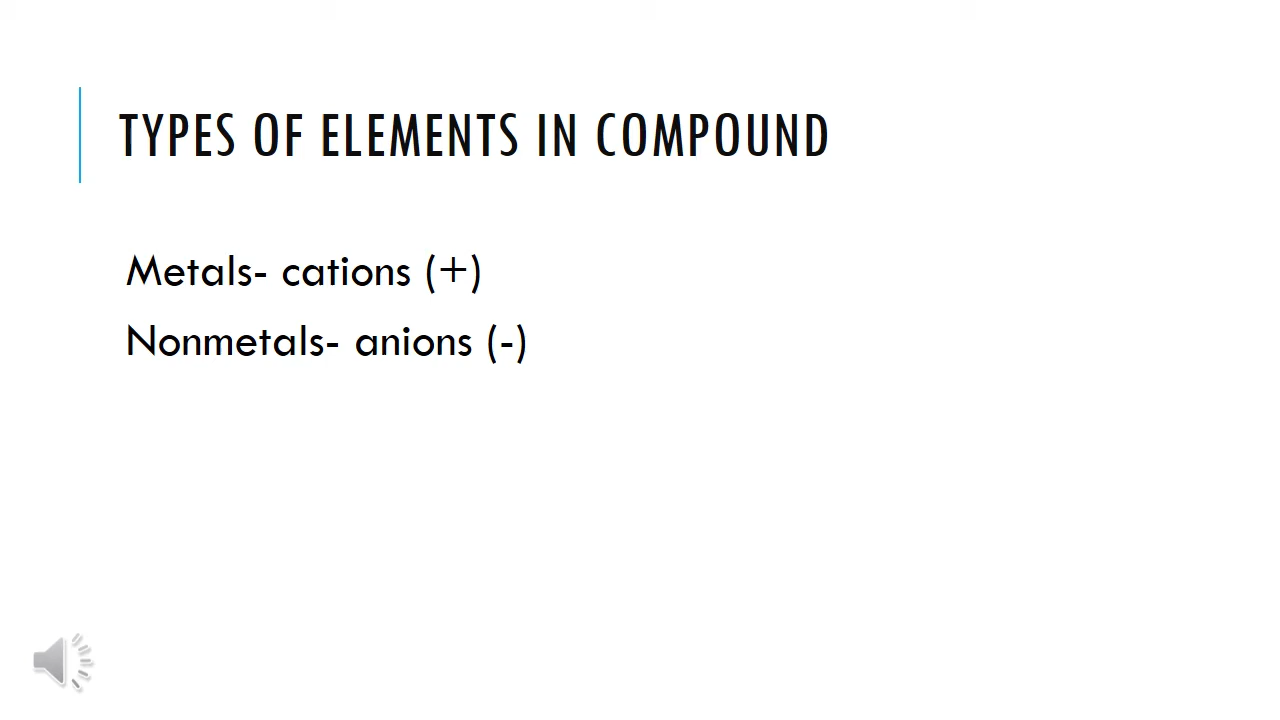 TYPES OF ELEMENTS IN COMPOUND
Metals- cations (+)
Nonmetals- anions (-)